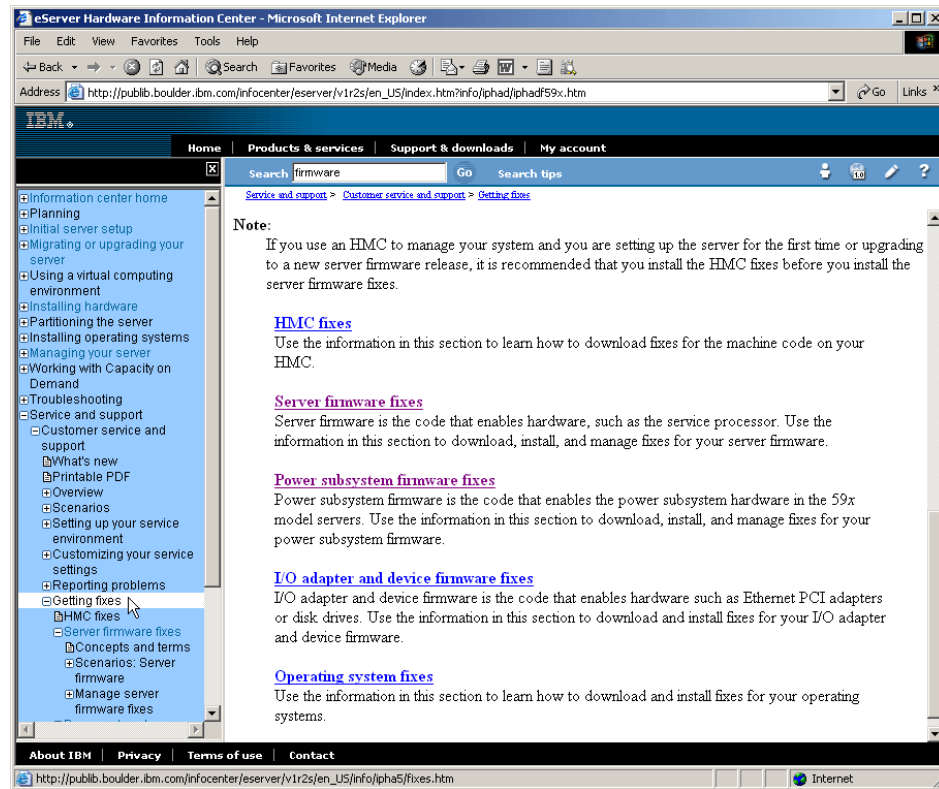 eServer Hardware Information Center - Microsoft Internet Explorer
File Edit View Favorites Tools Help
Back Search Favorites Media
Address http://publib.boulder.ibm.com/infocenter/eserver/v1r2s/en_US/index.htm?info/iphad/iphadf59x.htm Go Links »
IBM
Home | Products & services | Support & downloads | My account
Search firmware Go Search tips 1.0 ?
Information center home
Planning
Initial server setup
Migrating or upgrading your
server
Using a virtual computing
environment
Installing hardware
Partitioning the server
Installing operating systems
Managing your server
Working with Capacity on
Demand
Troubleshooting
Service and support
Customer service and
support
What's new
Printable PDF
Overview
Scenarios
Setting up your service
environment
Customizing your service
settings
Reporting problems
Getting fixes
HMC fixes
Server firmware fixes
Concepts and terms
Scenarios: Server
firmware
Manage server
firmware fixes
Service and support > Customer service and support > Getting fixes
Note:
If you use an HMC to manage your system and you are setting up the server for the first time or upgrading
to a new server firmware release, it is recommended that you install the HMC fixes before you install the
server firmware fixes.
HMC fixes
Use the information in this section to learn how to download fixes for the machine code on your
HMC.
Server firmware fixes
Server firmware is the code that enables hardware, such as the service processor. Use the
information in this section to download, install, and manage fixes for your server firmware.
Power subsystem firmware fixes
Power subsystem firmware is the code that enables the power subsystem hardware in the 59x
model servers. Use the information in this section to download, install, and manage fixes for your
power subsystem firmware.
I/O adapter and device firmware fixes
I/O adapter and device firmware is the code that enables hardware such as Ethernet PCI adapters
or disk drives. Use the information in this section to download and install fixes for your I/O adapter
and device firmware.
Operating system fixes
Use the information in this section to learn how to download and install fixes for your operating
systems.
About IBM | Privacy | Terms of use | Contact
http://publib.boulder.ibm.com/infocenter/eserver/v1r2s/en_US/info/ipha5/fixes.htm Internet